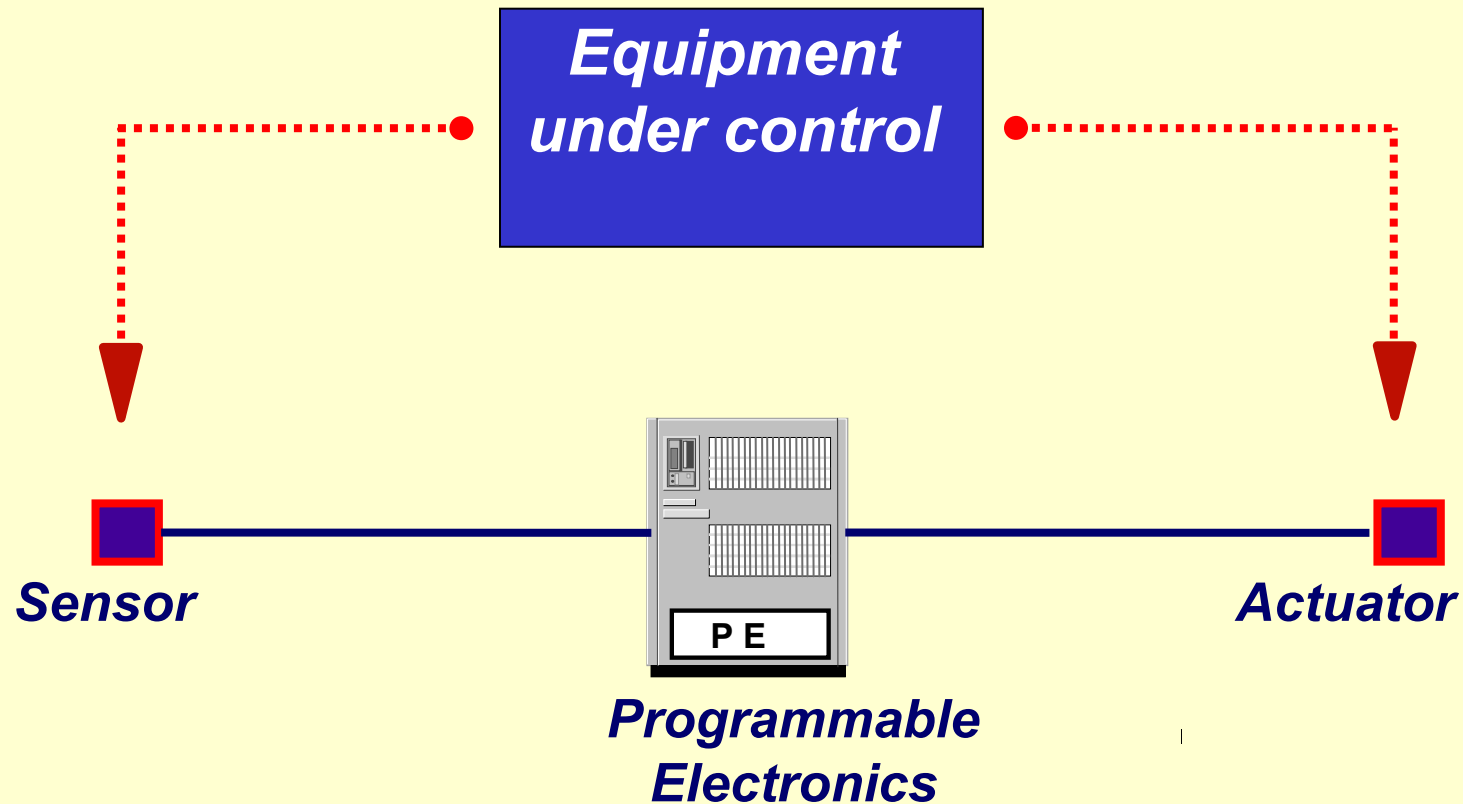 Equipment
under control
Sensor
Actuator
P E
Programmable
Electronics